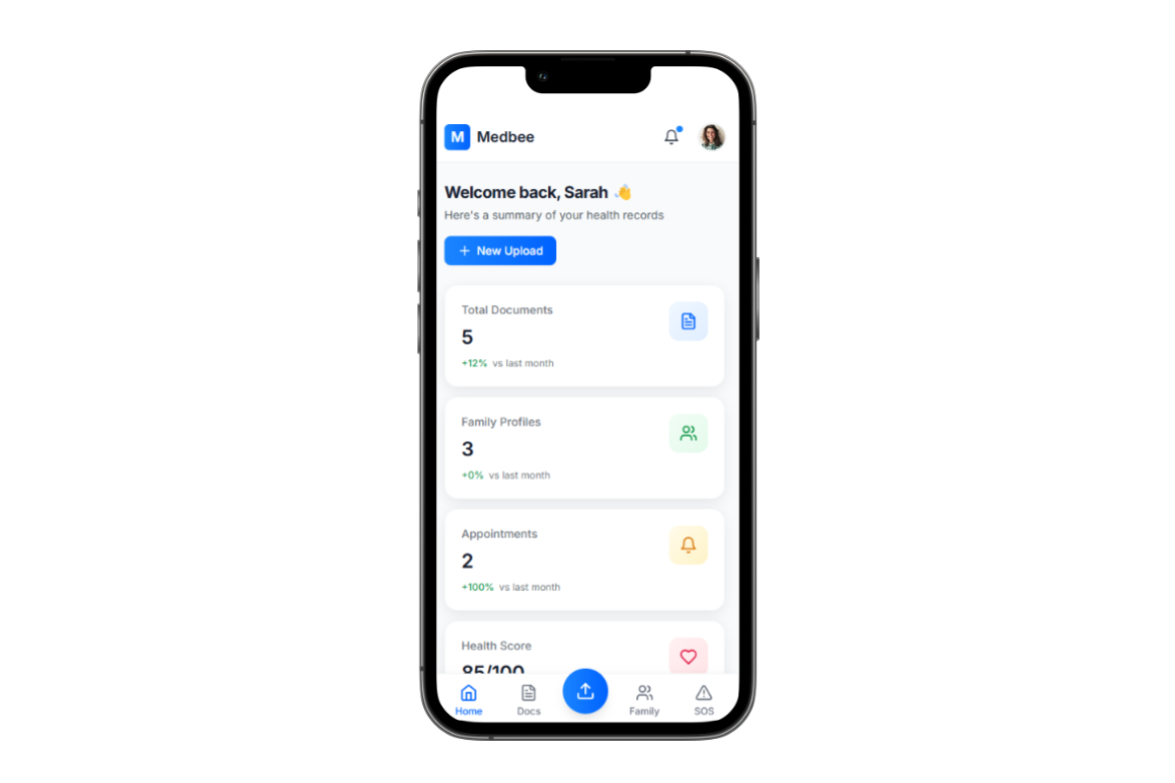 M Medbee
Welcome back, Sarah 👋
Here's a summary of your health records
+ New Upload
Total Documents
5
+12% vs last month
Family Profiles
3
+0% vs last month
Appointments
2
+100% vs last month
Health Score
85/100
Home Docs Family SOS